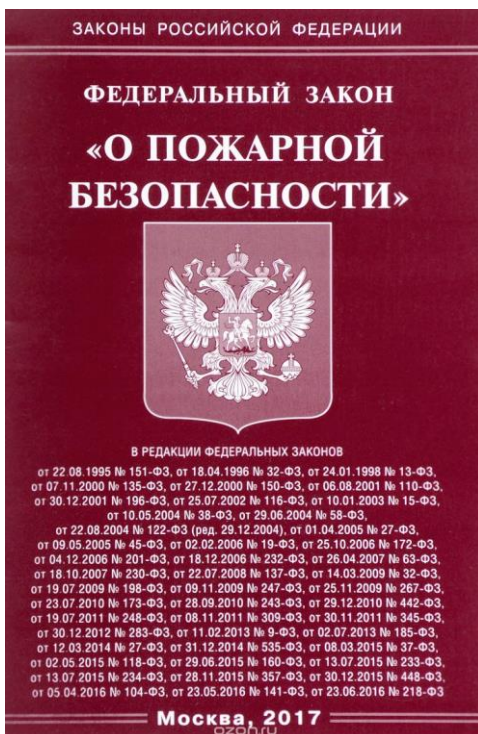 ЗАКОНЫ РОССИЙСКОЙ ФЕДЕРАЦИИ
ФЕДЕРАЛЬНЫЙ ЗАКОН
«О ПОЖАРНОЙ
БЕЗОПАСНОСТИ»
В РЕДАКЦИИ ФЕДЕРАЛЬНЫХ ЗАКОНОВ
от 22.08.1995 № 151-ФЗ, от 18.04.1996 № 32-ФЗ, от 24.01.1998 № 13-ФЗ,
от 07.11.2000 № 135-ФЗ, от 27.12.2000 № 150-ФЗ, от 06.08.2001 № 110-ФЗ,
от 30.12.2001 № 196-ФЗ, от 25.07.2002 № 116-ФЗ, от 10.01.2003 № 15-ФЗ,
от 10.05.2004 № 38-ФЗ, от 29.06.2004 № 58-ФЗ,
от 22.08.2004 № 122-ФЗ (ред. 29.12.2004), от 01.04.2005 № 27-ФЗ,
от 09.05.2005 № 45-ФЗ, от 02.02.2006 № 19-ФЗ, от 25.10.2006 № 172-ФЗ,
от 04.12.2006 № 201-ФЗ, от 18.12.2006 № 232-ФЗ, от 26.04.2007 № 63-ФЗ,
от 18.10.2007 № 230-ФЗ, от 22.07.2008 № 137-ФЗ, от 14.03.2009 № 32-ФЗ,
от 19.07.2009 № 198-ФЗ, от 09.11.2009 № 247-ФЗ, от 25.11.2009 № 267-ФЗ,
от 23.07.2010 № 173-ФЗ, от 28.09.2010 № 243-ФЗ, от 29.12.2010 № 442-ФЗ,
от 19.07.2011 № 248-ФЗ, от 08.11.2011 № 309-ФЗ, от 30.11.2011 № 345-ФЗ,
от 30.12.2012 № 283-ФЗ, от 11.02.2013 № 9-ФЗ, от 02.07.2013 № 185-ФЗ,
от 12.03.2014 № 27-ФЗ, от 31.12.2014 № 535-ФЗ, от 08.03.2015 № 37-ФЗ,
от 02.05.2015 № 118-ФЗ, от 29.06.2015 № 160-ФЗ, от 13.07.2015 № 233-ФЗ,
от 13.07.2015 № 234-ФЗ, от 28.11.2015 № 357-ФЗ, от 30.12.2015 № 448-ФЗ,
от 05 04.2016 № 104-ФЗ, от 23.05.2016 № 141-ФЗ, от 23.06.2016 № 218-ФЗ
Москва, 2017
ozon.ru